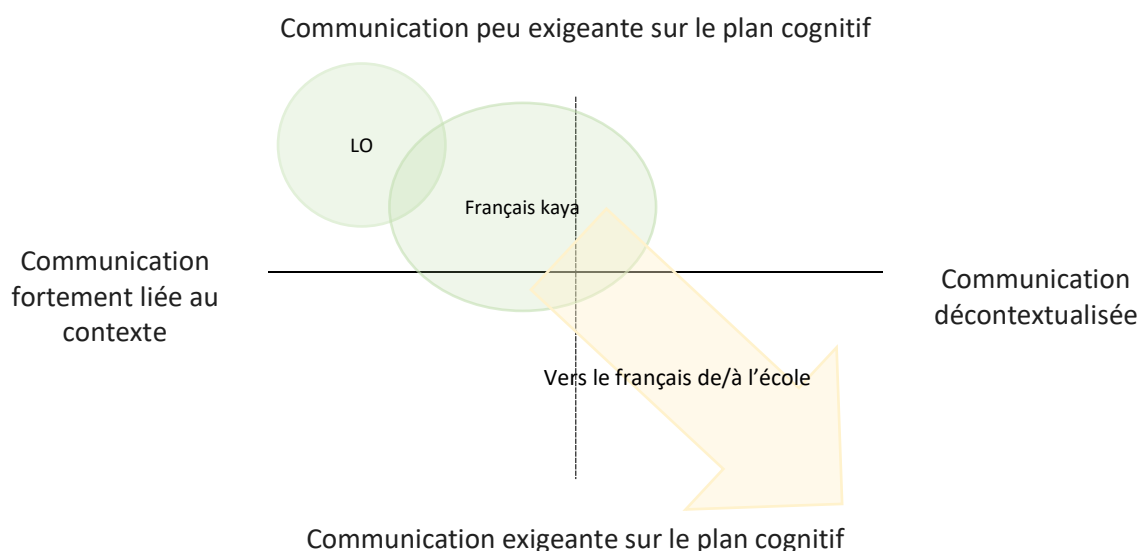 Communication peu exigeante sur le plan cognitif
LO
Français kaya
Communication
fortement liée au
contexte
Communication
décontextualisée
Vers le français de/à l'école
Communication exigeante sur le plan cognitif